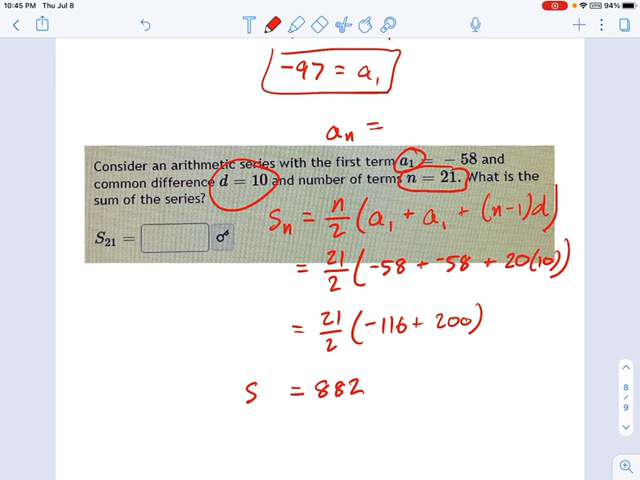 10:45 PM Thu Jul 8
94%
T
-97 = a₁
aₙ =
Consider an arithmetic series with the first term a₁ = − 58 and
common difference d = 10 and number of terms n = 21. What is the
sum of the series?
S₂₁ =
Sₙ = n/2 (a₁ + a₁ + (n-1)d)
= 21/2 (-58 + -58 + 20(10))
= 21/2 (-116 + 200)
S = 882
8
/
9